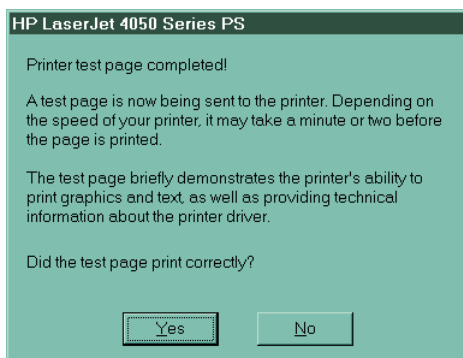 HP LaserJet 4050 Series PS
Printer test page completed!
A test page is now being sent to the printer. Depending on
the speed of your printer, it may take a minute or two before
the page is printed.
The test page briefly demonstrates the printer's ability to
print graphics and text, as well as providing technical
information about the printer driver.
Did the test page print correctly?
Yes No